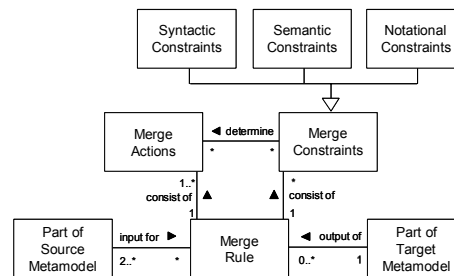 Syntactic
Constraints
Semantic
Constraints
Notational
Constraints
Merge
Actions
determine
*
*
Merge
Constraints
1..*
consist of
1
*
consist of
1
Part of
Source
Metamodel
input for
2..*
*
Merge
Rule
output of
0..*
1
Part of
Target
Metamodel